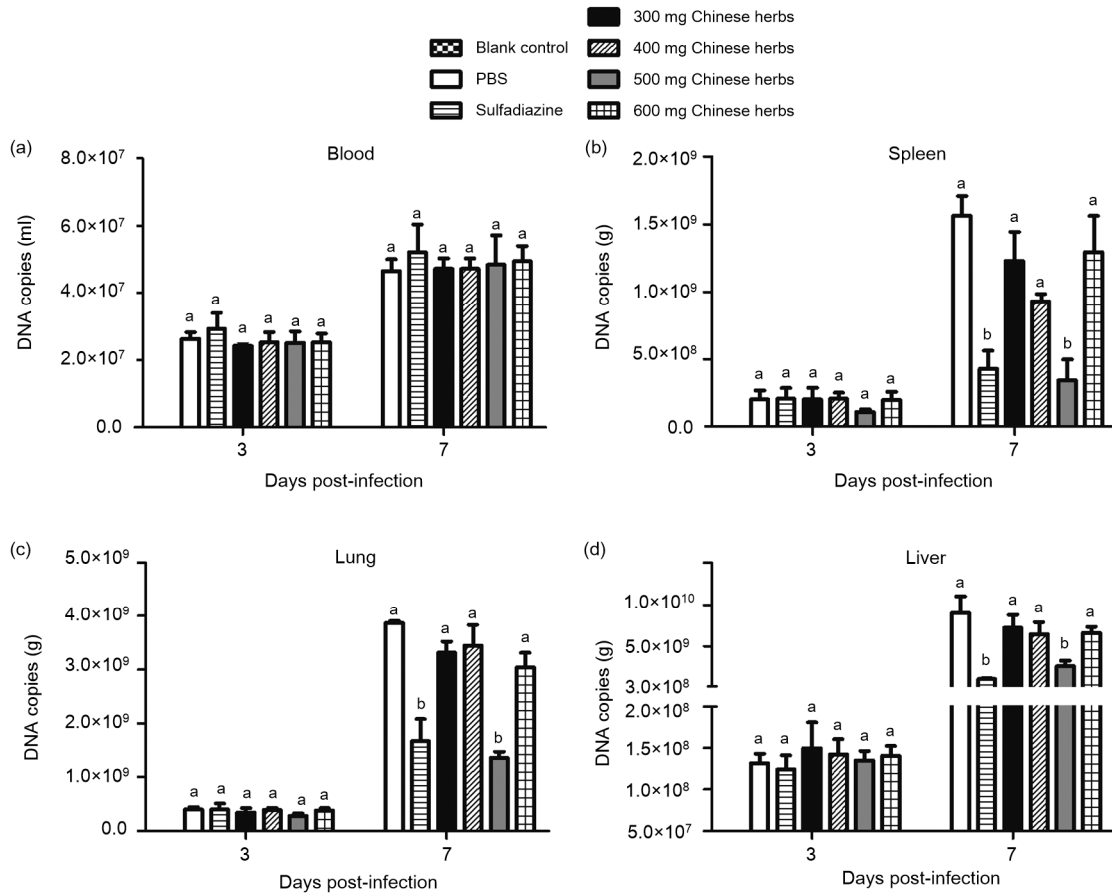 300 mg Chinese herbs
Blank control 400 mg Chinese herbs
PBS 500 mg Chinese herbs
Sulfadiazine 600 mg Chinese herbs
(a) Blood
8.0×10⁷
6.0×10⁷
4.0×10⁷
2.0×10⁷
0.0
DNA copies (ml)
a a a a a a
a a a a a a
3 7
Days post-infection
(b) Spleen
2.0×10⁹
1.5×10⁹
1.0×10⁹
5.0×10⁸
0.0
DNA copies (g)
a a a a a a
a b a a b a
3 7
Days post-infection
(c) Lung
5.0×10⁹
4.0×10⁹
3.0×10⁹
2.0×10⁹
1.0×10⁹
0.0
DNA copies (g)
a a a a a a
a b a a b a
3 7
Days post-infection
(d) Liver
1.0×10¹⁰
5.0×10⁹
3.0×10⁸
2.0×10⁸
1.5×10⁸
1.0×10⁸
5.0×10⁷
DNA copies (g)
a a a a a a
a b a a b a
3 7
Days post-infection